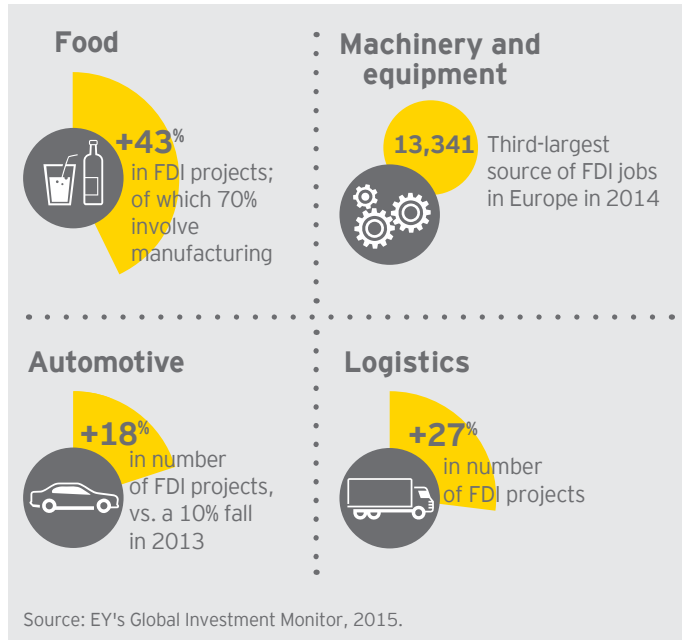 Food
+43%
in FDI projects;
of which 70%
involve
manufacturing
Machinery and
equipment
13,341
Third-largest
source of FDI jobs
in Europe in 2014
Automotive
+18%
in number
of FDI projects,
vs. a 10% fall
in 2013
Logistics
+27%
in number
of FDI projects
Source: EY's Global Investment Monitor, 2015.